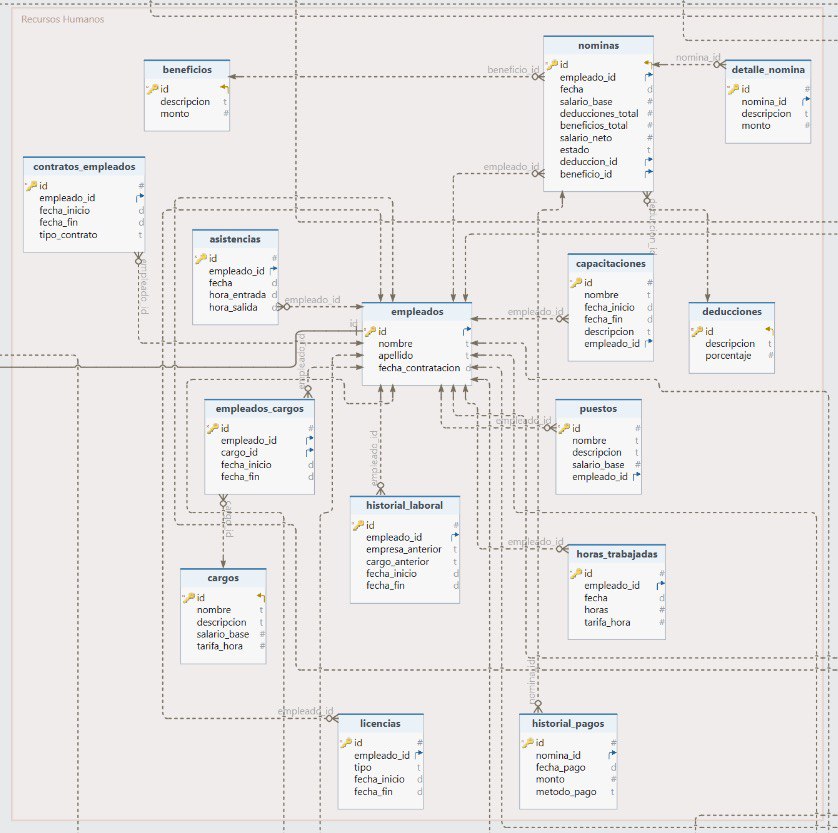 Recursos Humanos
beneficios
id #
descripcion t
monto #
nominas
id
empleado_id
fecha d
salario_base #
deducciones_total #
beneficios_total #
salario_neto #
estado t
deduccion_id
beneficio_id
detalle_nomina
id #
nomina_id
descripcion t
monto #
beneficio_id
nomina_id
empleado_id
contratos_empleados
id #
empleado_id
fecha_inicio d
fecha_fin d
tipo_contrato t
empleado_id
asistencias
id #
empleado_id
fecha d
hora_entrada d
hora_salida d
empleado_id
empleados
id
nombre t
apellido t
fecha_contratacion d
capacitaciones
id #
nombre t
fecha_inicio d
fecha_fin d
descripcion t
empleado_id
empleado_id
deducciones
id
descripcion t
porcentaje #
empleado_id
empleados_cargos
id #
empleado_id
cargo_id
fecha_inicio d
fecha_fin d
cargo_id
puestos
id #
nombre t
descripcion t
salario_base #
empleado_id
empleado_id
empleado_id
historial_laboral
id #
empleado_id
empresa_anterior t
cargo_anterior t
fecha_inicio d
fecha_fin d
empleado_id
horas_trabajadas
id #
empleado_id
fecha d
horas #
tarifa_hora #
cargos
id
nombre t
descripcion t
salario_base #
tarifa_hora #
empleado_id
licencias
id #
empleado_id
tipo t
fecha_inicio d
fecha_fin d
nomina_id
historial_pagos
id #
nomina_id
fecha_pago d
monto #
metodo_pago t